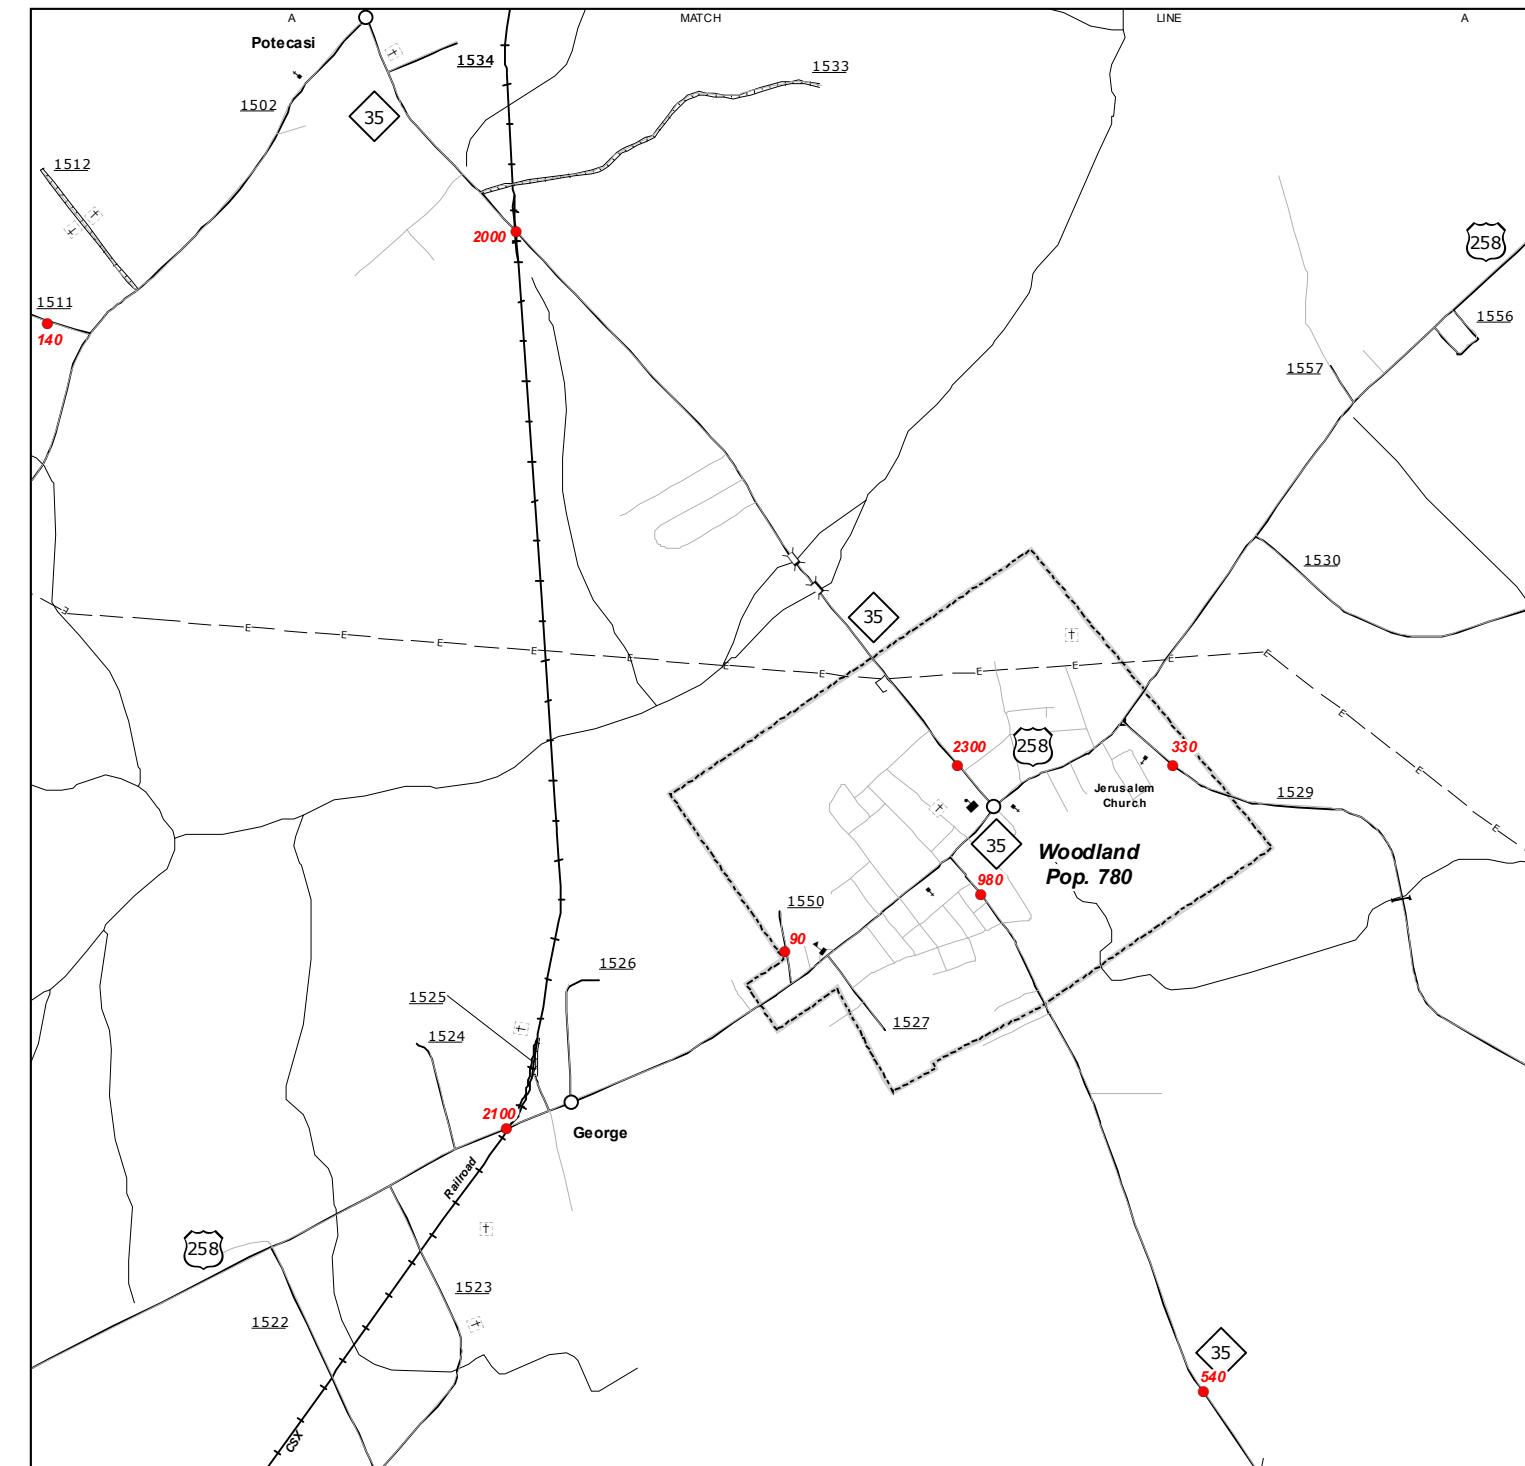 A MATCH LINE A
Potecasi
1534
1533
1502
35
1512
258
2000
1511
140
1556
1557
1530
35
E
E E E E E E E E E E
E
E
E
E
2300
258
330
Jerusalem
Church
1529
35
Woodland
Pop. 780
980
1550
90
1526
1525
1524
1527
2100
George
Railroad
258
1523
1522
35
540
CSX